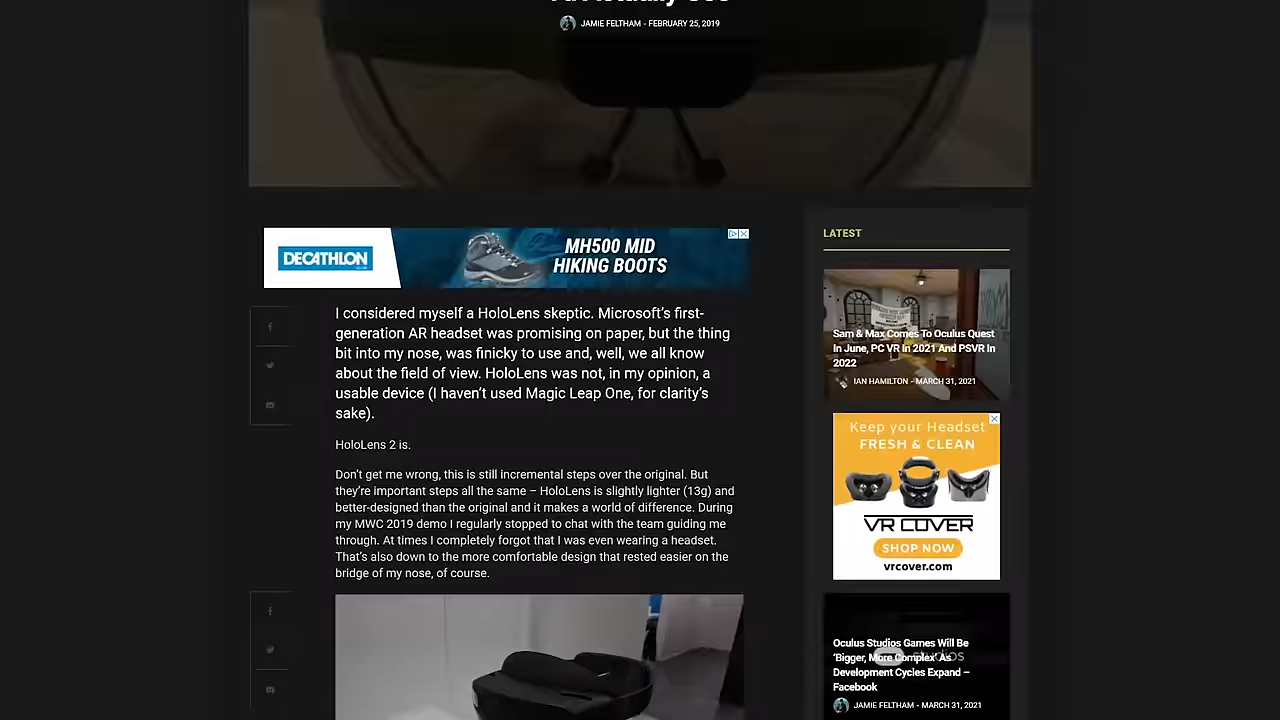 JAMIE FELTHAM - FEBRUARY 25, 2019
DECATHLON
MH500 MID
HIKING BOOTS
I considered myself a HoloLens skeptic. Microsoft’s first-
generation AR headset was promising on paper, but the thing
bit into my nose, was finicky to use and, well, we all know
about the field of view. HoloLens was not, in my opinion, a
usable device (I haven’t used Magic Leap One, for clarity’s
sake).
HoloLens 2 is.
Don’t get me wrong, this is still incremental steps over the original. But
they’re important steps all the same – HoloLens is slightly lighter (13g) and
better-designed than the original and it makes a world of difference. During
my MWC 2019 demo I regularly stopped to chat with the team guiding me
through. At times I completely forgot that I was even wearing a headset.
That’s also down to the more comfortable design that rested easier on the
bridge of my nose, of course.
LATEST
Sam & Max Comes To Oculus Quest
In June, PC VR In 2021 And PSVR In
2022
IAN HAMILTON - MARCH 31, 2021
Keep your Headset
FRESH & CLEAN
VR COVER
SHOP NOW
vrcover.com
Oculus Studios Games Will Be
‘Bigger, More Complex’ As
Development Cycles Expand –
Facebook
JAMIE FELTHAM - MARCH 31, 2021